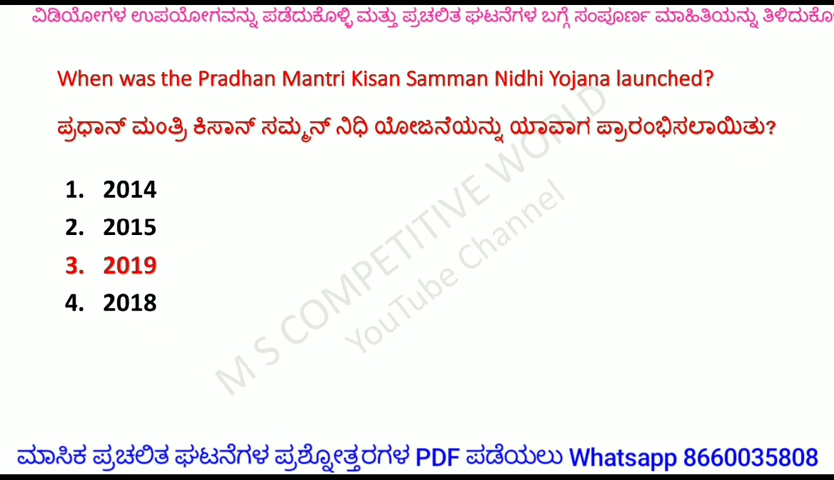 ವಿಡಿಯೋಗಳ ಉಪಯೋಗವನ್ನು ಪಡೆದುಕೊಳ್ಳಿ ಮತ್ತು ಪ್ರಚಲಿತ ಘಟನೆಗಳ ಬಗ್ಗೆ ಸಂಪೂರ್ಣ ಮಾಹಿತಿಯನ್ನು ತಿಳಿದುಕೊ
When was the Pradhan Mantri Kisan Samman Nidhi Yojana launched?
ಪ್ರಧಾನ್ ಮಂತ್ರಿ ಕಿಸಾನ್ ಸಮ್ಮನ್ ನಿಧಿ ಯೋಜನೆಯನ್ನು ಯಾವಾಗ ಪ್ರಾರಂಭಿಸಲಾಯಿತು?
1. 2014
2. 2015
3. 2019
4. 2018
M S COMPETITIVE WORLD
YouTube Channel
ಮಾಸಿಕ ಪ್ರಚಲಿತ ಘಟನೆಗಳ ಪ್ರಶ್ನೋತ್ತರಗಳ PDF ಪಡೆಯಲು Whatsapp 8660035808